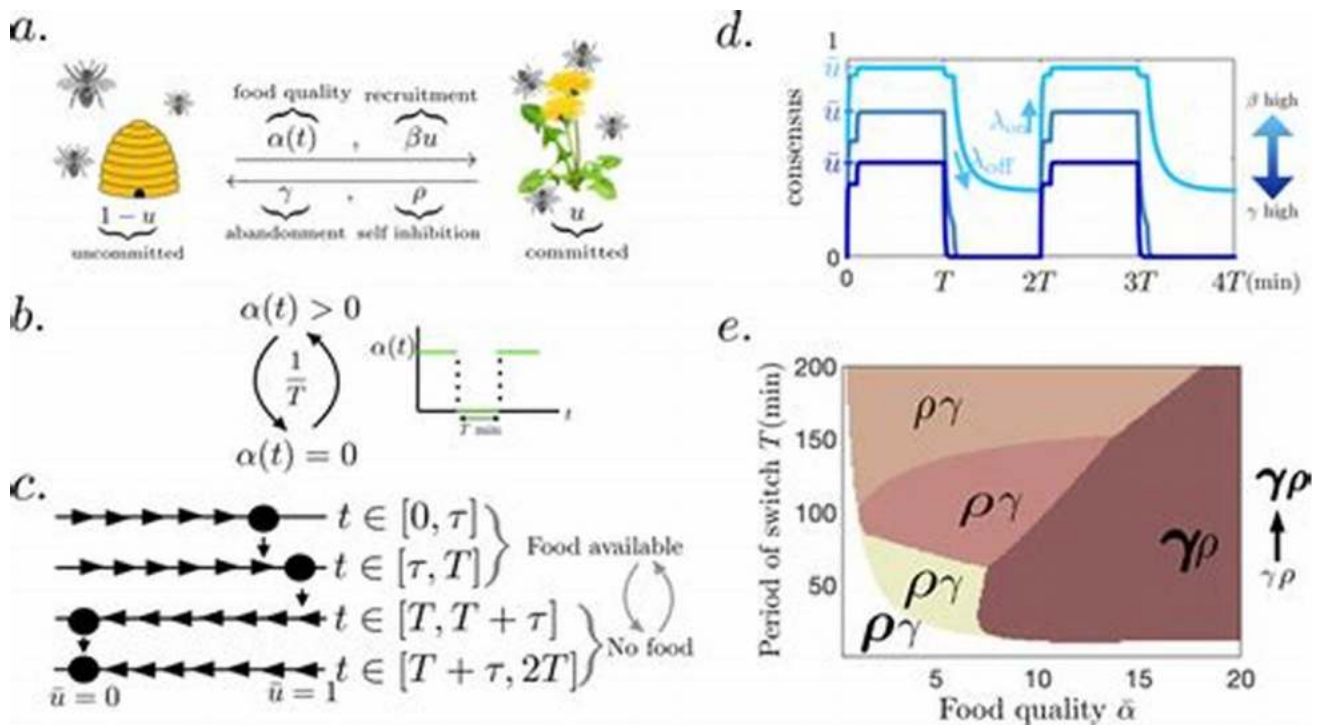 a.
food quality recruitment
α(t) , βu
γ , ρ
abandonment self inhibition
1 − u
uncommitted
u
committed
b.
α(t) > 0
1
T
α(t) = 0
α(t)
t
T min
c.
t ∈ [0, τ]
t ∈ [τ, T]
Food available
t ∈ [T, T + τ]
t ∈ [T + τ, 2T]
No food
ū = 0
ū = 1
d.
consensus
1
ū
ū
ū
0
λon
λoff
0 T 2T 3T 4T(min)
β high
γ high
e.
Period of switch T(min)
200
150
100
50
ργ
ργ
ργ
ργ
γρ
γρ
γρ
5 10 15 20
Food quality ᾱ